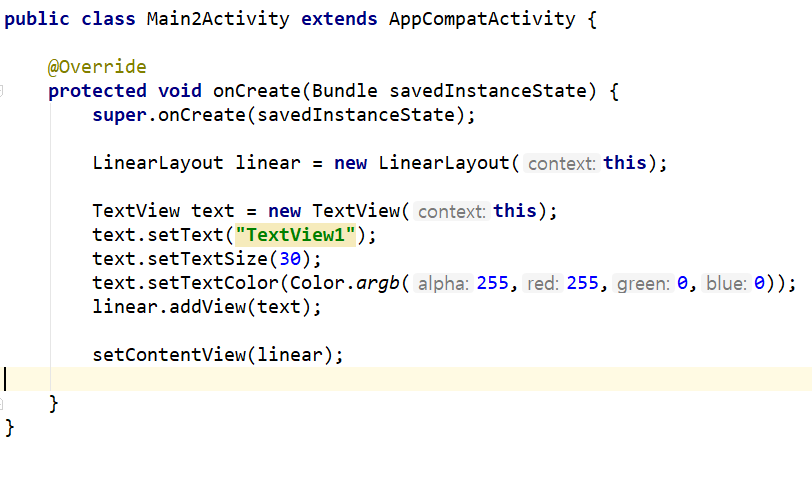 public class Main2Activity extends AppCompatActivity {
@Override
protected void onCreate(Bundle savedInstanceState) {
super.onCreate(savedInstanceState);
LinearLayout linear = new LinearLayout( context: this);
TextView text = new TextView( context: this);
text.setText("TextView1");
text.setTextSize(30);
text.setTextColor(Color.argb( alpha: 255, red: 255, green: 0, blue: 0));
linear.addView(text);
setContentView(linear);
}
}